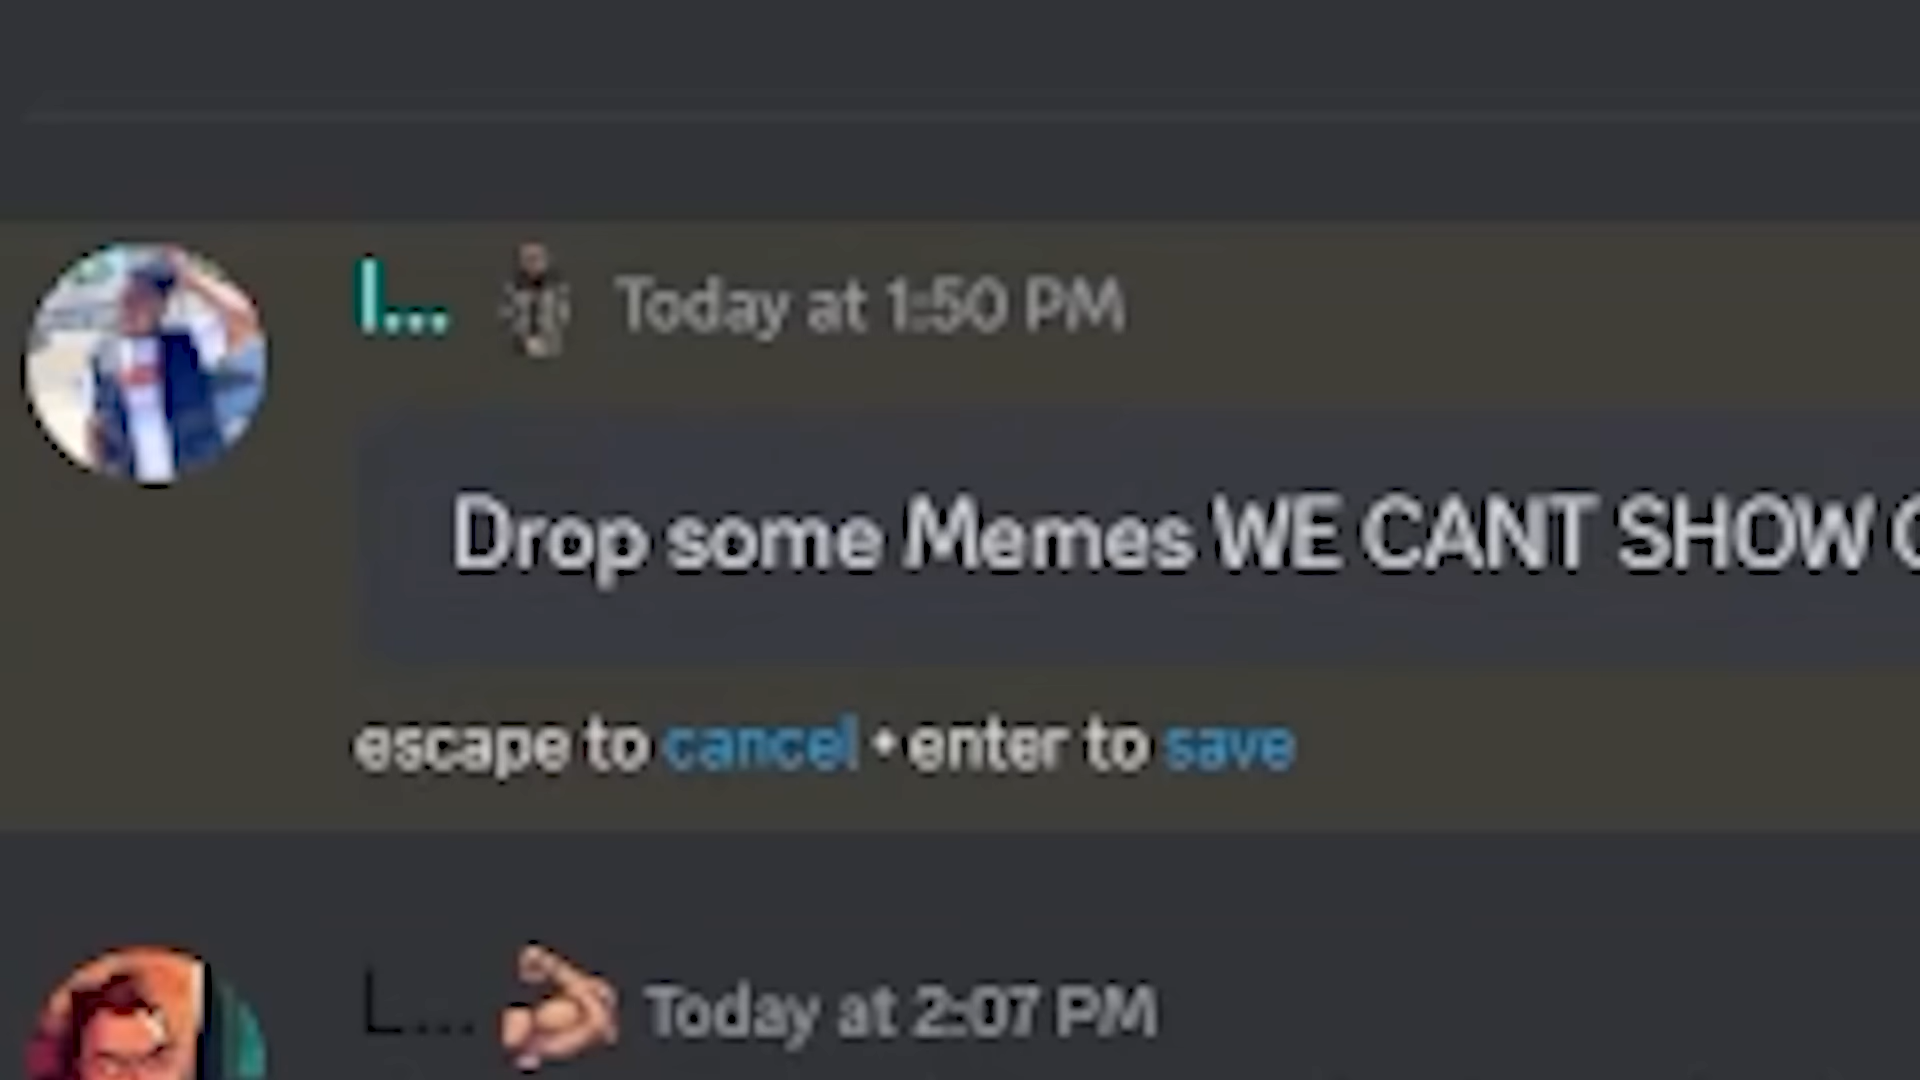 l... Today at 1:50 PM
Drop some Memes WE CANT SHOW
escape to cancel • enter to save
L... Today at 2:07 PM